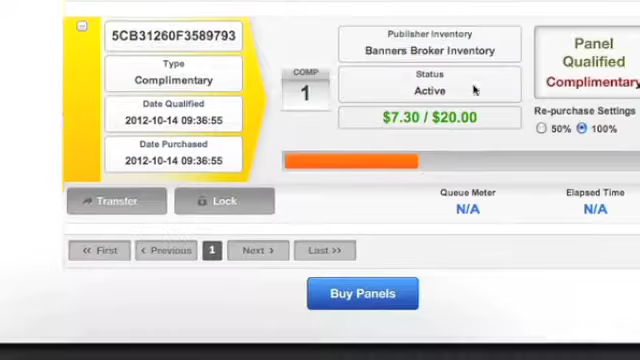 5CB31260F3589793
Type
Complimentary
Date Qualified
2012-10-14 09:36:55
Date Purchased
2012-10-14 09:36:55
Transfer
Lock
COMP
1
Publisher Inventory
Banners Broker Inventory
Status
Active
$7.30 / $20.00
Panel
Qualified
Complimentary
Re-purchase Settings
50% 100%
Queue Meter
N/A
Elapsed Time
N/A
<< First
< Previous
1
Next >
Last >>
Buy Panels